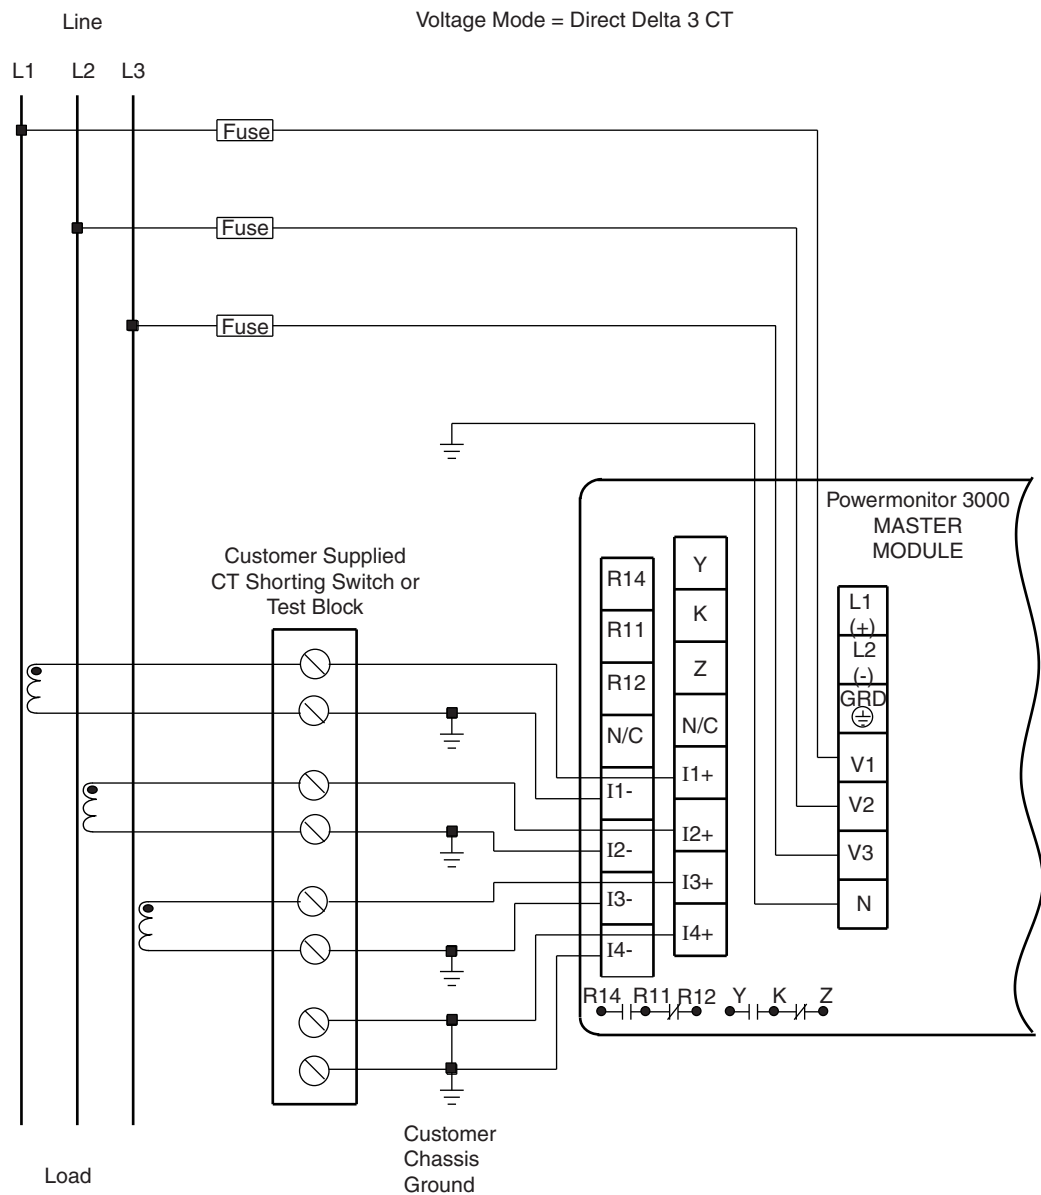 Line
Voltage Mode = Direct Delta 3 CT
L1
L2
L3
Fuse
Fuse
Fuse
Powermonitor 3000
MASTER
MODULE
Customer Supplied
CT Shorting Switch or
Test Block
R14
R11
R12
N/C
I1-
I2-
I3-
I4-
Y
K
Z
N/C
I1+
I2+
I3+
I4+
L1
(+)
L2
(-)
GRD
V1
V2
V3
N
R14 R11 R12 Y K Z
Customer
Chassis
Ground
Load